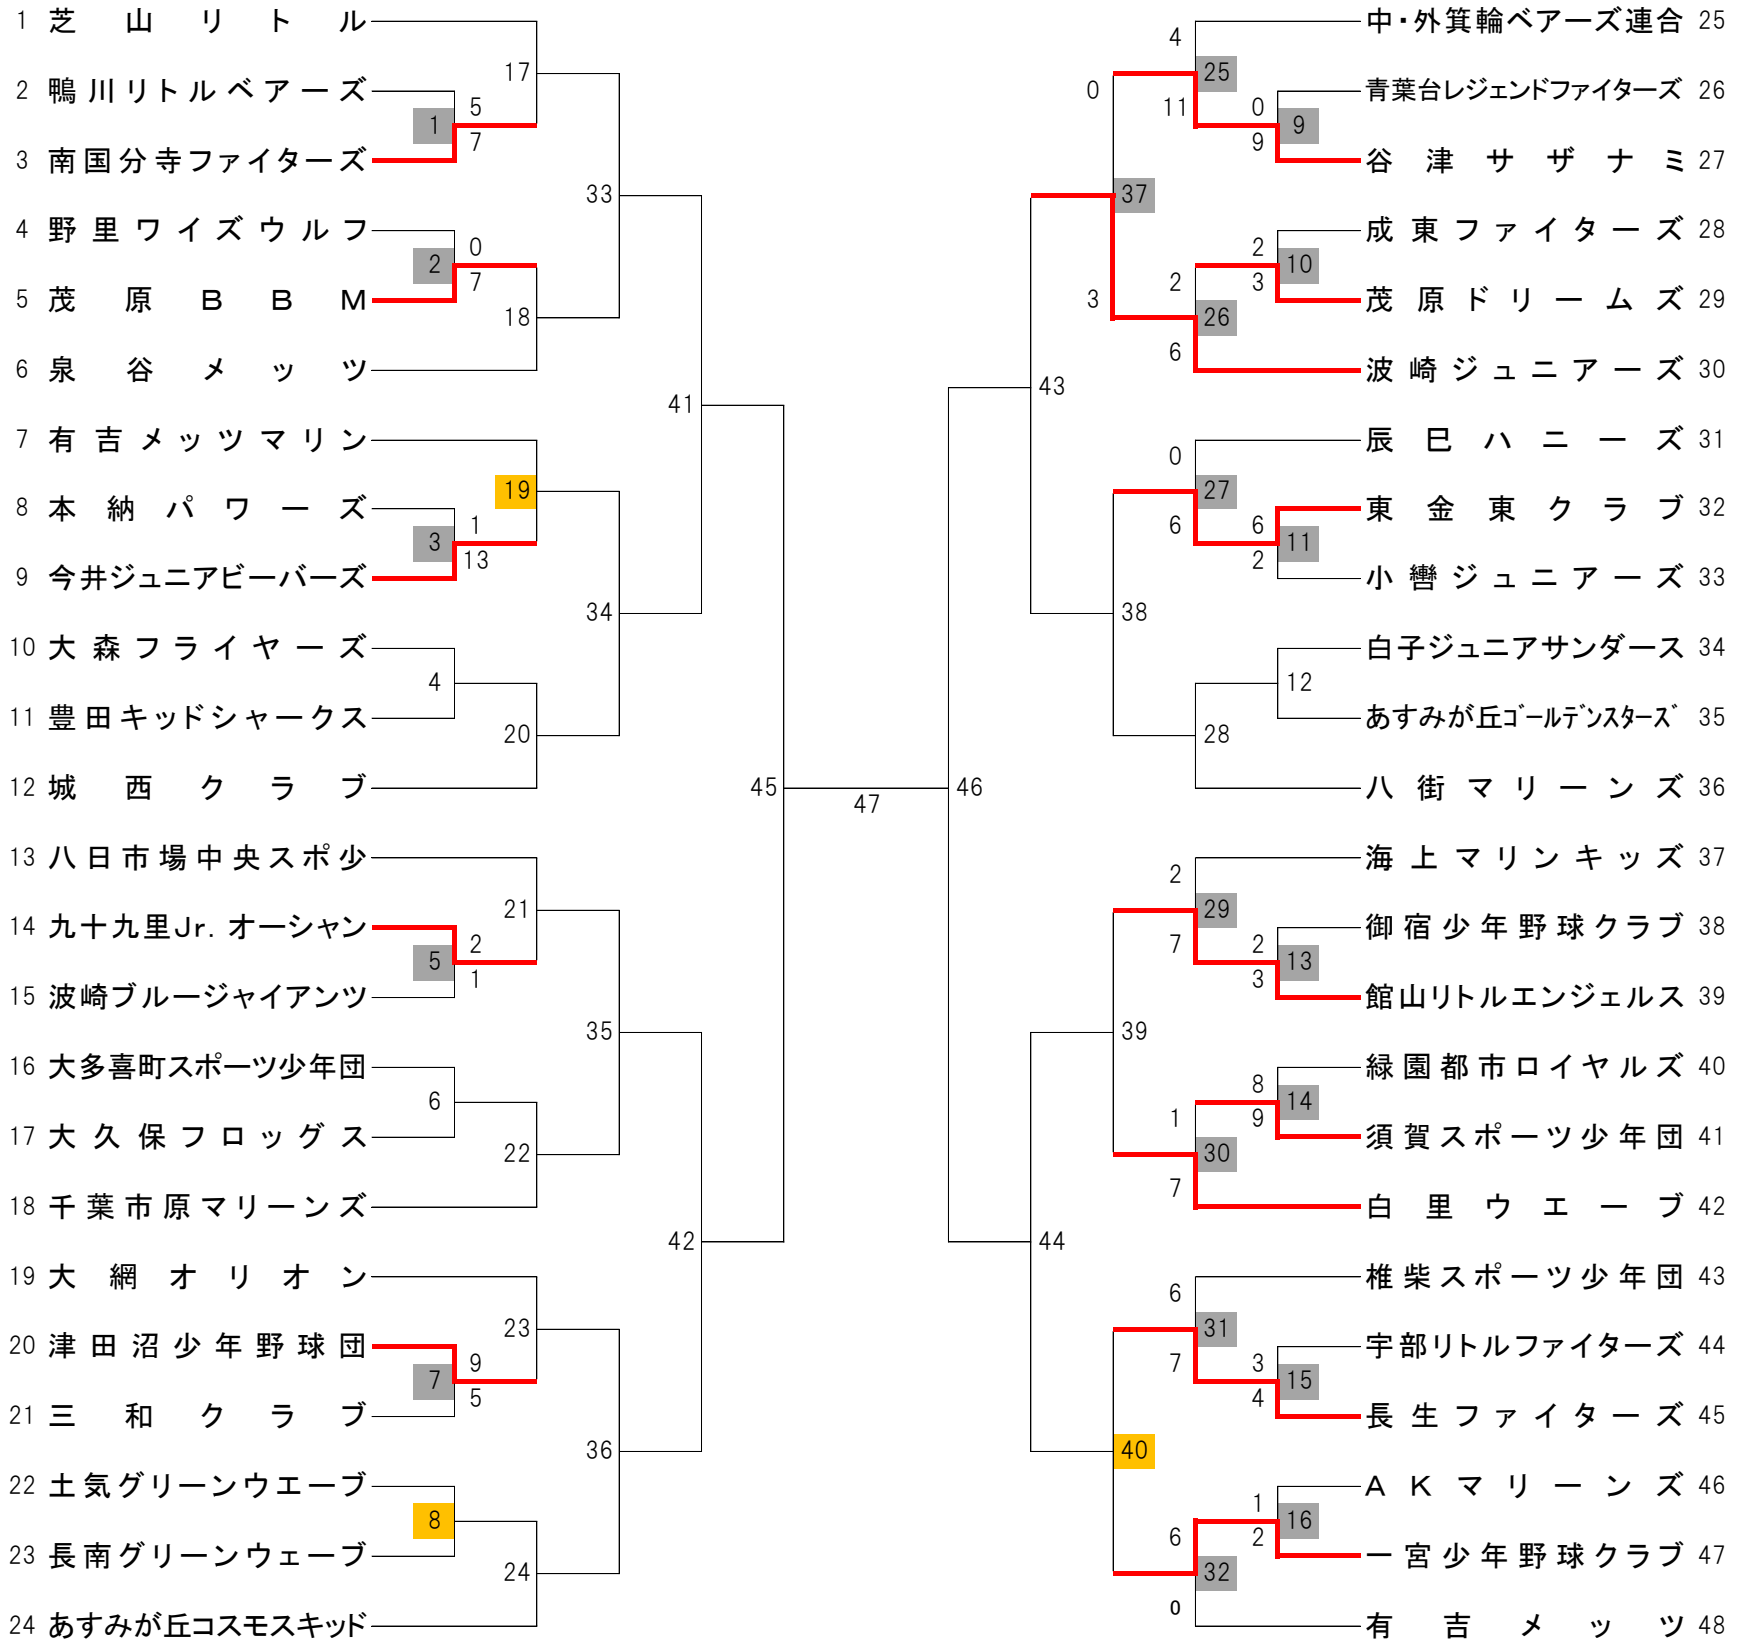 1 芝山リトル
17
2 鴨川リトルベアーズ
5
1
7
3 南国分寺ファイターズ
33
4 野里ワイズウルフ
0
2
7
5 茂原ＢＢＭ
18
6 泉谷メッツ
41
7 有吉メッツマリン
19
8 本納パワーズ
1
3
13
9 今井ジュニアビーバーズ
34
10 大森フライヤーズ
4
11 豊田キッドシャークス
20
12 城西クラブ
45
47
13 八日市場中央スポ少
21
14 九十九里Jr. オーシャン
2
5
1
15 波崎ブルージャイアンツ
35
16 大多喜町スポーツ少年団
6
17 大久保フロッグス
22
18 千葉市原マリーンズ
42
19 大網オリオン
23
20 津田沼少年野球団
9
7
5
21 三和クラブ
36
22 土気グリーンウエーブ
8
23 長南グリーンウェーブ
24
24 あすみが丘コスモスキッド
中・外箕輪ベアーズ連合 25
4
25
0
11
青葉台レジェンドファイターズ 26
0
9
9
谷津サザナミ 27
37
成東ファイターズ 28
2
10
3
2
茂原ドリームズ 29
3
26
6
波崎ジュニアーズ 30
43
辰巳ハニーズ 31
0
27
6
東金東クラブ 32
6
11
2
小轡ジュニアーズ 33
38
白子ジュニアサンダース 34
12
あすみが丘ゴールデンスターズ 35
28
八街マリーンズ 36
46
海上マリンキッズ 37
2
29
7
御宿少年野球クラブ 38
2
13
3
館山リトルエンジェルス 39
39
緑園都市ロイヤルズ 40
8
14
9
1
須賀スポーツ少年団 41
30
7
白里ウエーブ 42
44
椎柴スポーツ少年団 43
6
31
7
宇部リトルファイターズ 44
3
15
4
長生ファイターズ 45
40
ＡＫマリーンズ 46
1
16
2
6
一宮少年野球クラブ 47
32
0
有吉メッツ 48